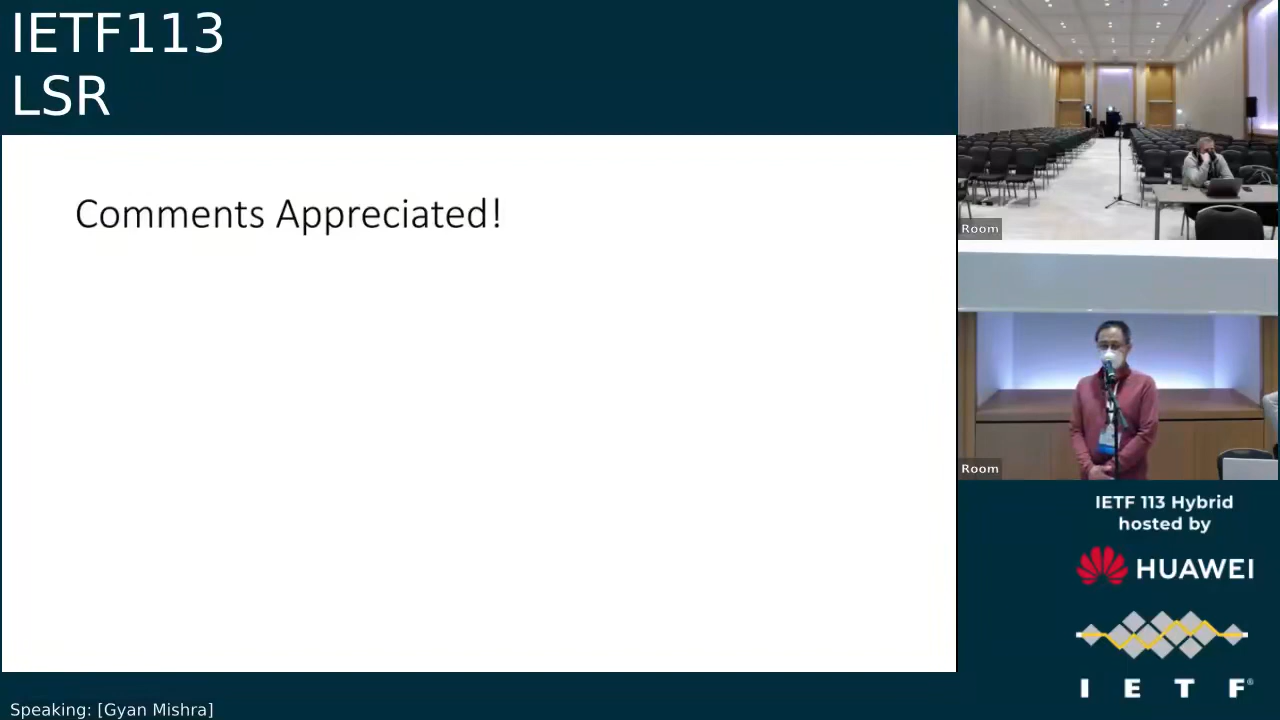 IETF113
LSR
Comments Appreciated!
Room
Room
IETF 113 Hybrid
hosted by
HUAWEI
I E T F®
Speaking: [Gyan Mishra]